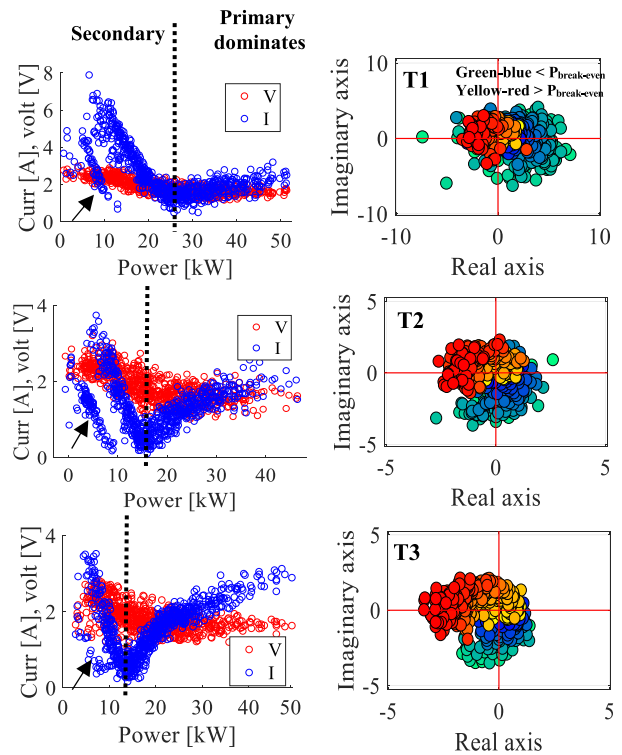 Secondary
Primary
dominates
Curr [A], volt [V]
8
6
4
2
0
V
I
0 10 20 30 40 50
Power [kW]
Imaginary axis
10
0
-10
T1
Green-blue < Pbreak-even
Yellow-red > Pbreak-even
-10 0 10
Real axis
Curr [A], volt [V]
4
2
0
V
I
0 10 20 30 40
Power [kW]
Imaginary axis
5
0
-5
T2
-5 0 5
Real axis
Curr [A], volt [V]
4
2
0
V
I
0 10 20 30 40 50
Power [kW]
Imaginary axis
5
0
-5
T3
-5 0 5
Real axis